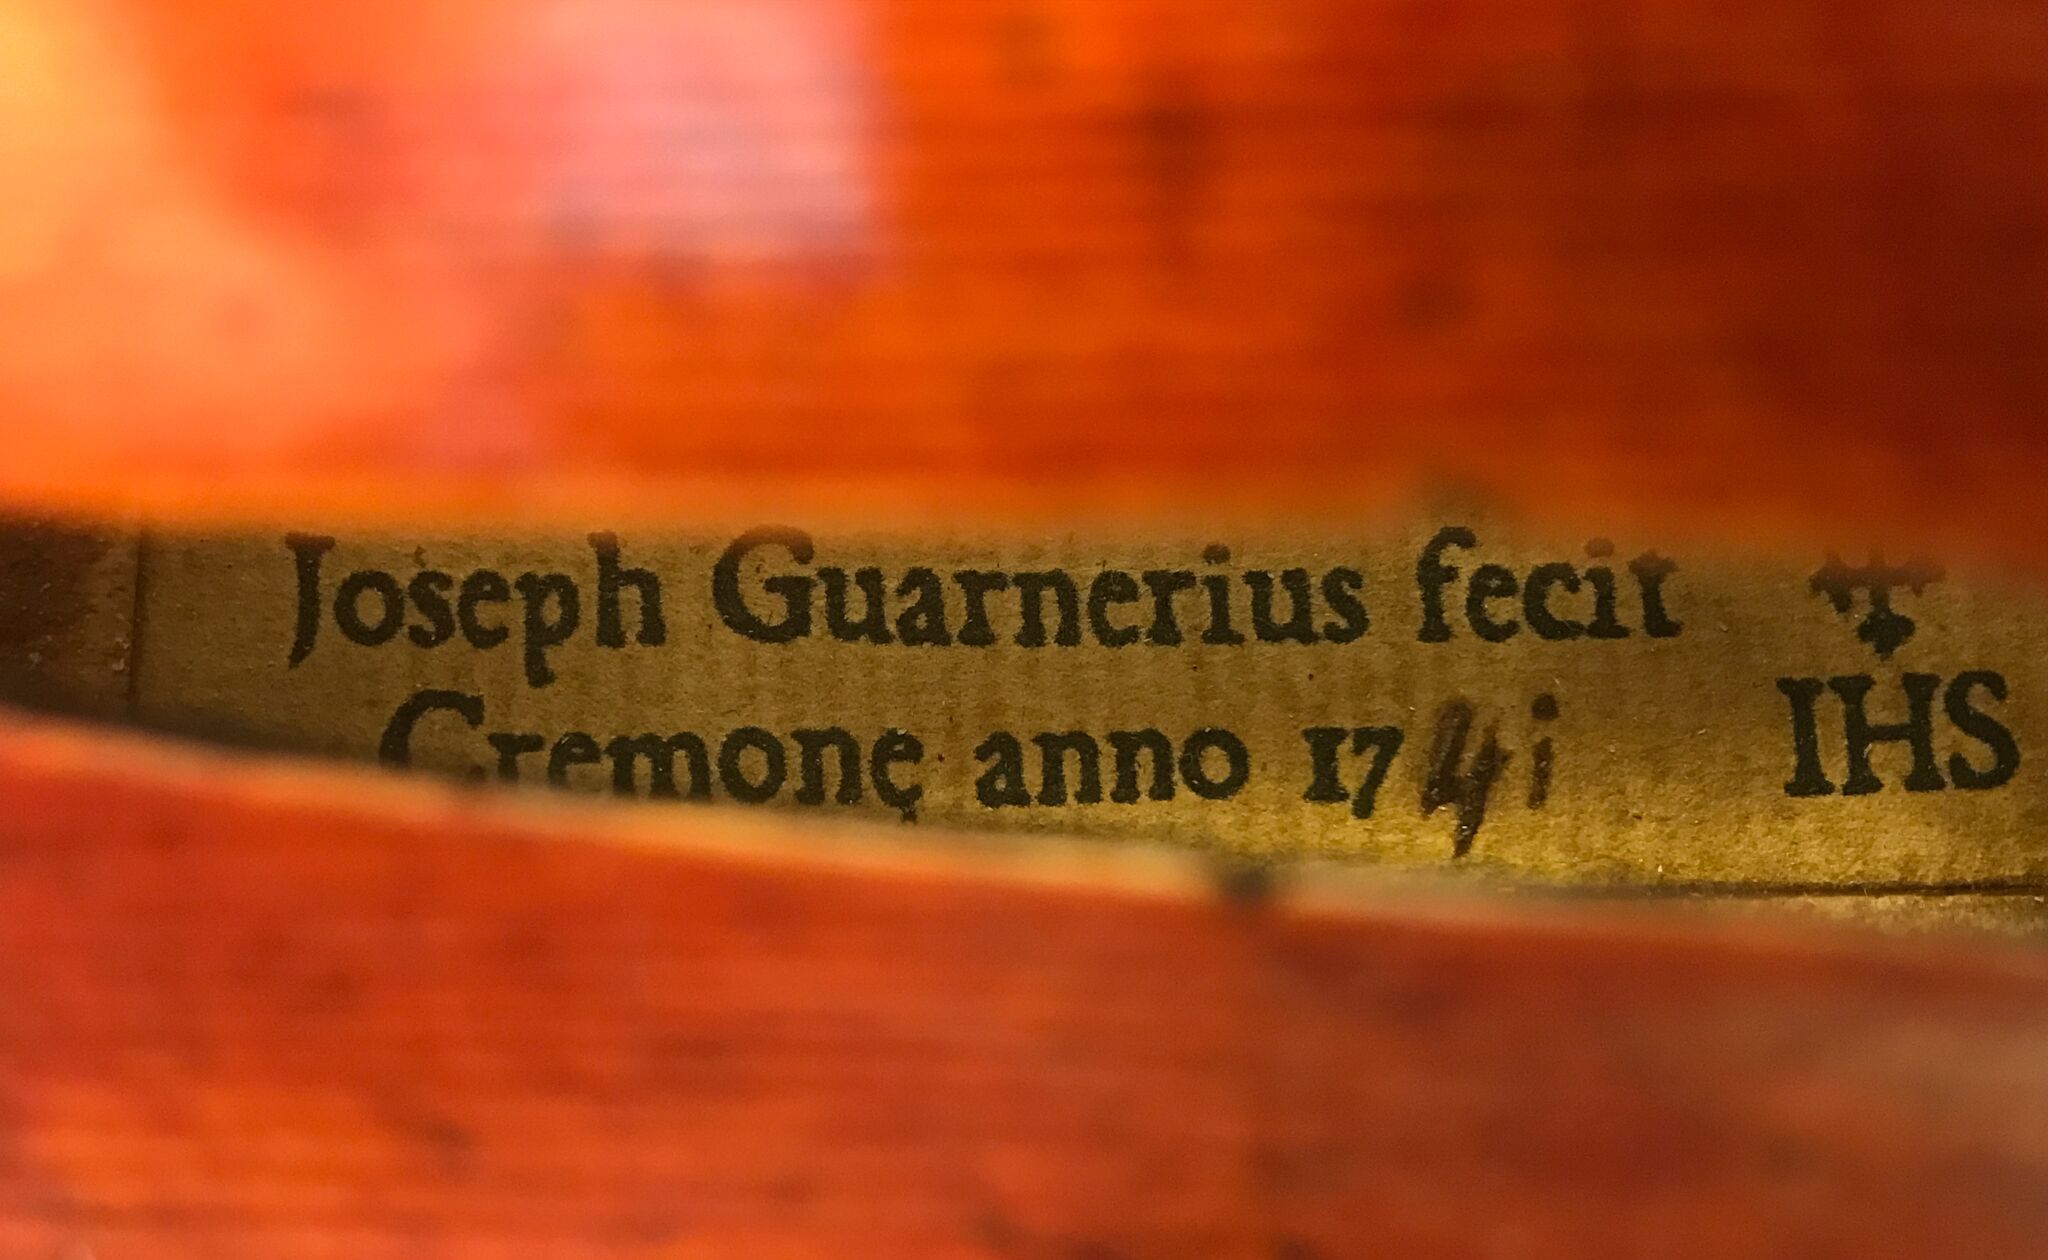 Joseph Guarnerius fecit
Cremonę anno 174i IHS